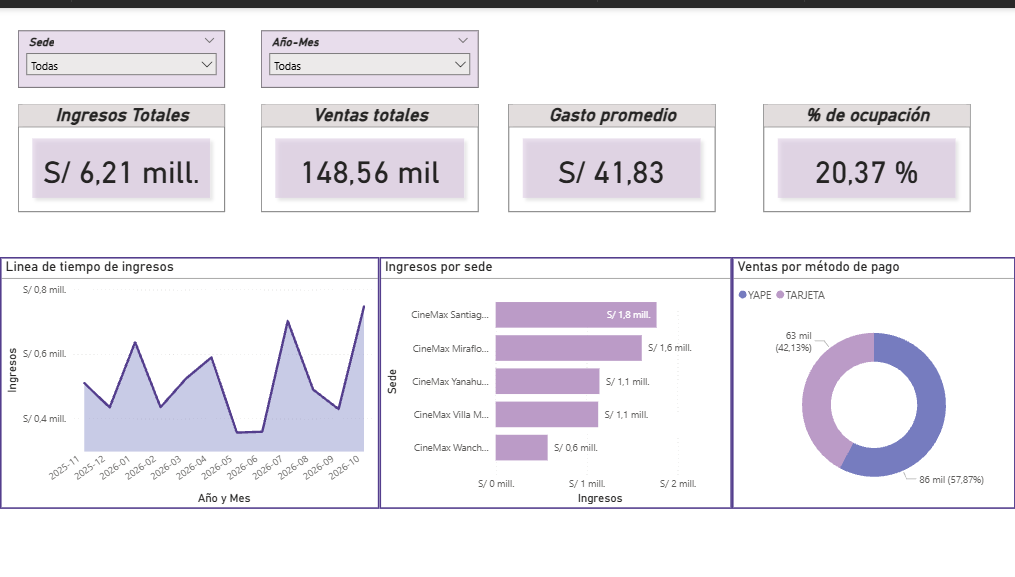 Sede
Todas
Año-Mes
Todas
Ingresos Totales
S/ 6,21 mill.
Ventas totales
148,56 mil
Gasto promedio
S/ 41,83
% de ocupación
20,37 %
Linea de tiempo de ingresos
S/ 0,8 mill.
S/ 0,6 mill.
S/ 0,4 mill.
Ingresos
2025-11
2025-12
2026-01
2026-02
2026-03
2026-04
2026-05
2026-06
2026-07
2026-08
2026-09
2026-10
Año y Mes
Ingresos por sede
Sede
CineMax Santiag...
S/ 1,8 mill.
CineMax Miraflo...
S/ 1,6 mill.
CineMax Yanahu...
S/ 1,1 mill.
CineMax Villa M...
S/ 1,1 mill.
CineMax Wanch...
S/ 0,6 mill.
S/ 0 mill.
S/ 1 mill.
S/ 2 mill.
Ingresos
Ventas por método de pago
YAPE
TARJETA
63 mil
(42,13%)
86 mil (57,87%)